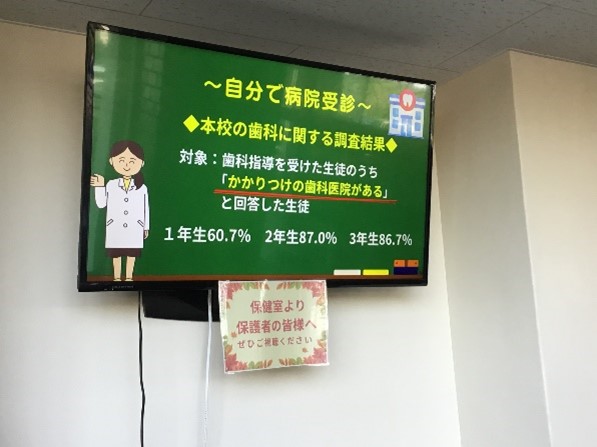 ～自分で病院受診～
◆本校の歯科に関する調査結果◆
対象：歯科指導を受けた生徒のうち
「かかりつけの歯科医院がある」
と回答した生徒
１年生60.7%　2年生87.0%　3年生86.7%
保健室より
保護者の皆様へ
ぜひご視聴ください